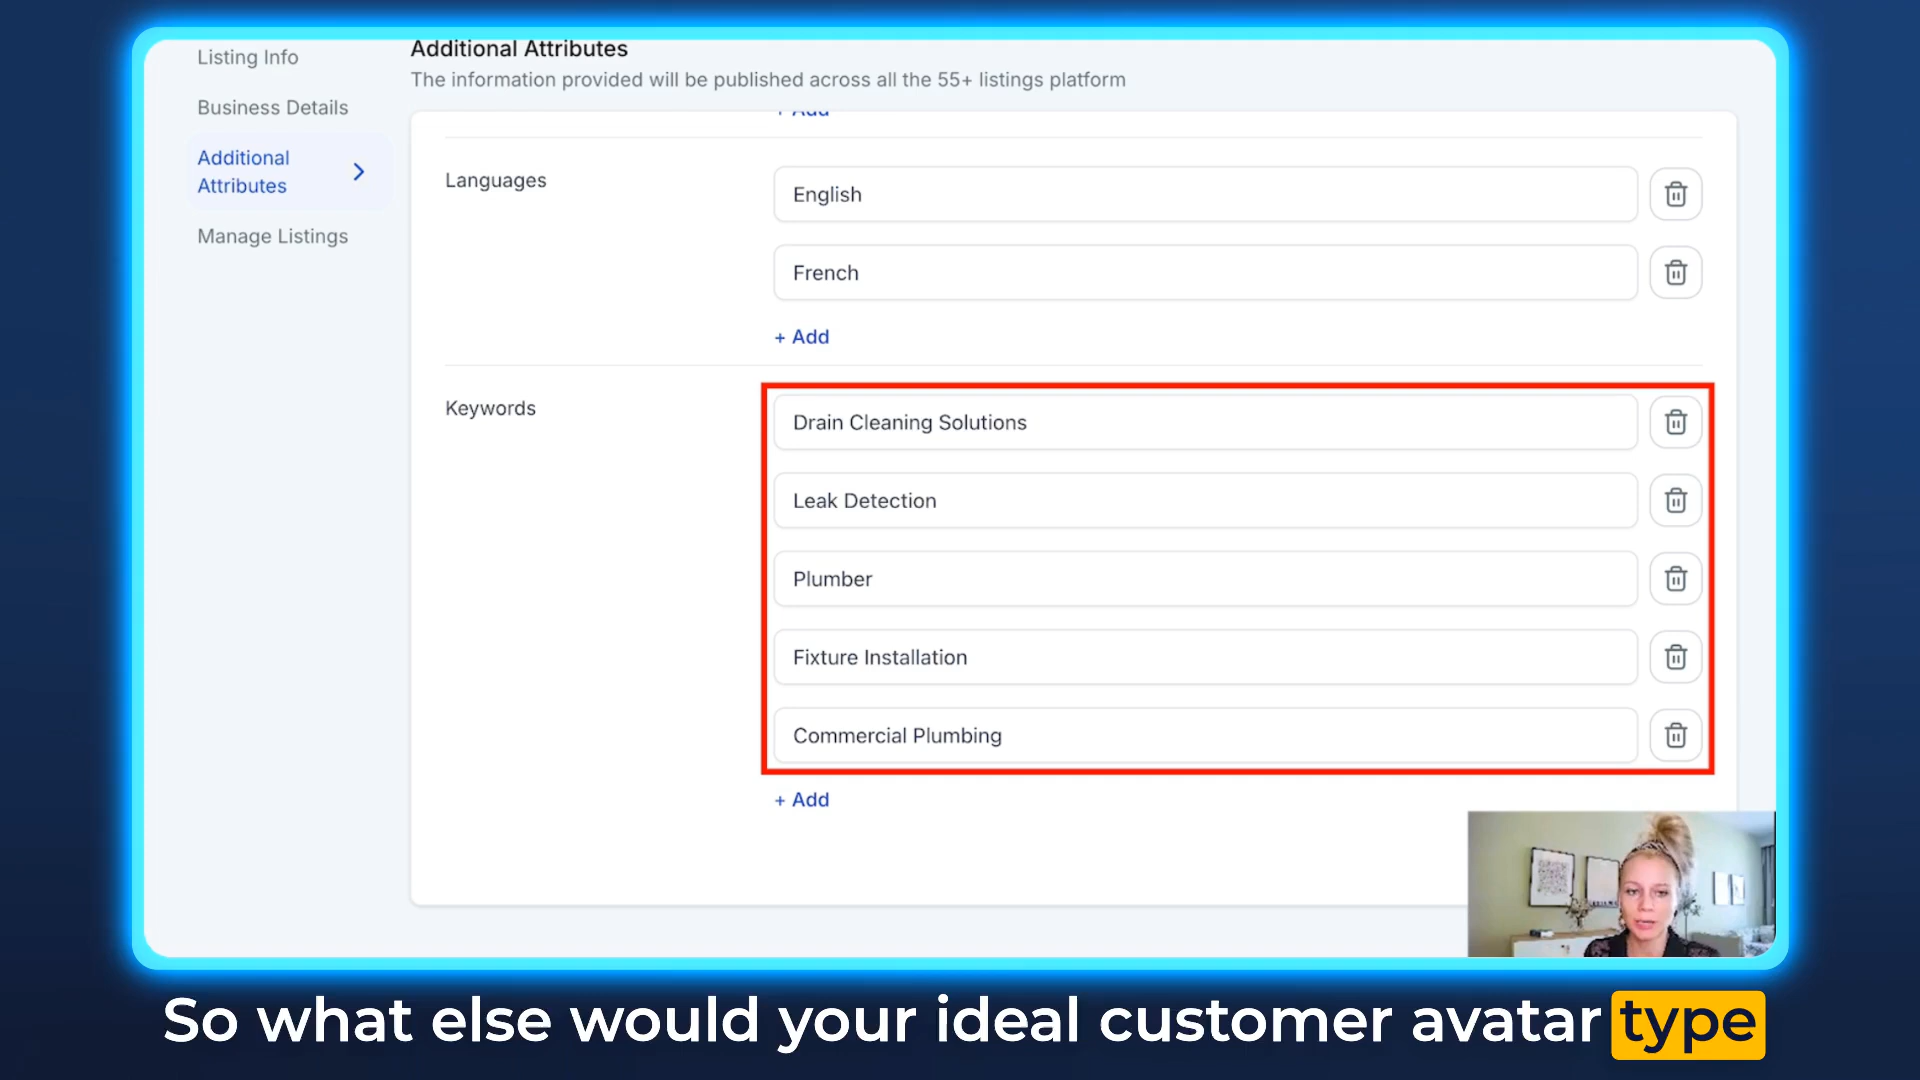 Listing Info
Business Details
Additional
Attributes
Manage Listings
Additional Attributes
The information provided will be published across all the 55+ listings platform
+ Add
Languages
English
French
+ Add
Keywords
Drain Cleaning Solutions
Leak Detection
Plumber
Fixture Installation
Commercial Plumbing
+ Add
So what else would your ideal customer avatar type